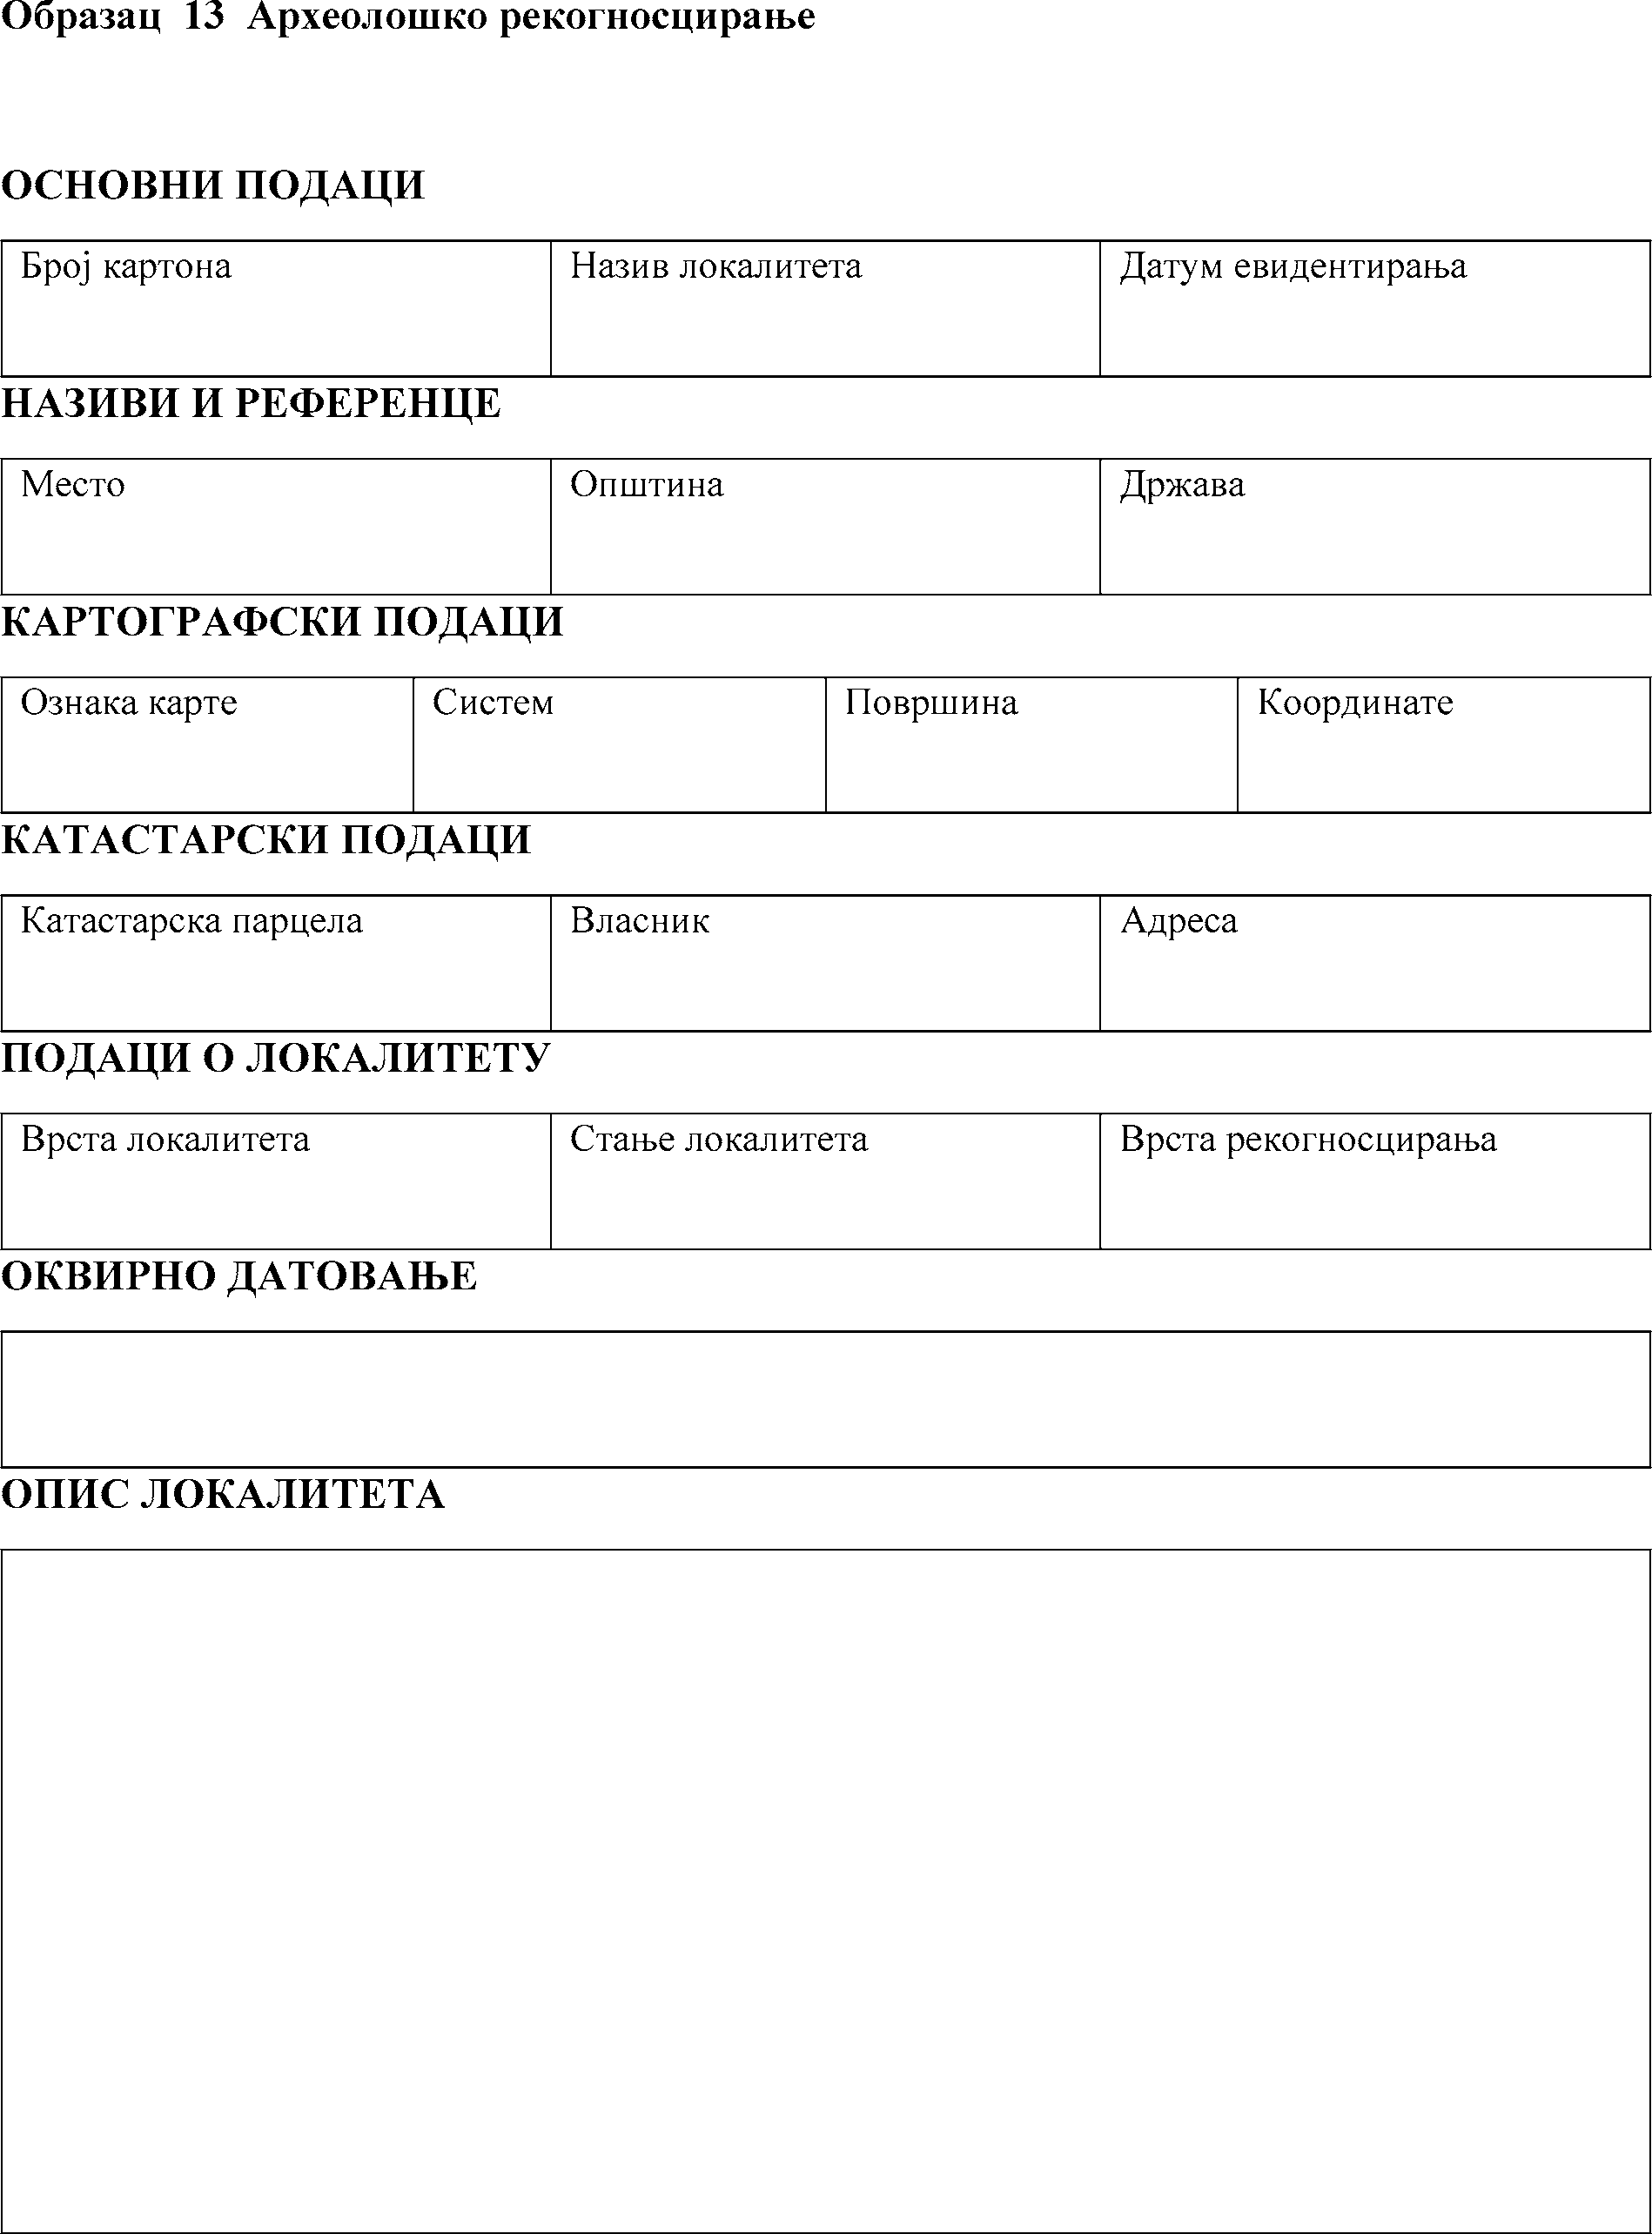 Образац 13 Археолошко рекогносцирање
ОСНОВНИ ПОДАЦИ
Број картона Назив локалитета Датум евидентирања
НАЗИВИ И РЕФЕРЕНЦЕ
Место Општина Држава
КАРТОГРАФСКИ ПОДАЦИ
Ознака карте Систем Површина Координате
КАТАСТАРСКИ ПОДАЦИ
Катастарска парцела Власник Адреса
ПОДАЦИ О ЛОКАЛИТЕТУ
Врста локалитета Стање локалитета Врста рекогносцирања
ОКВИРНО ДАТОВАЊЕ
ОПИС ЛОКАЛИТЕТА